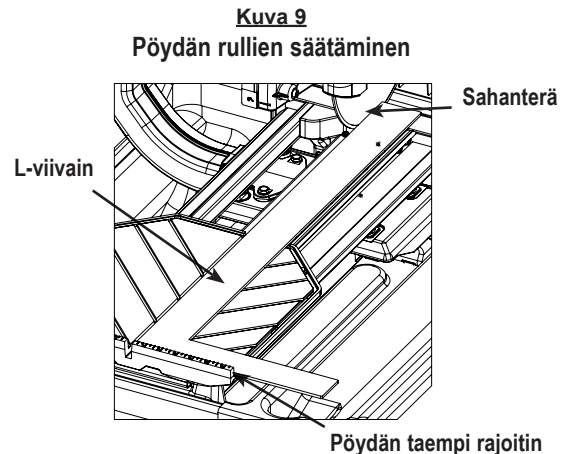 Kuva 9
Pöydän rullien säätäminen
Sahanterä
L-viivain
Pöydän taempi rajoitin